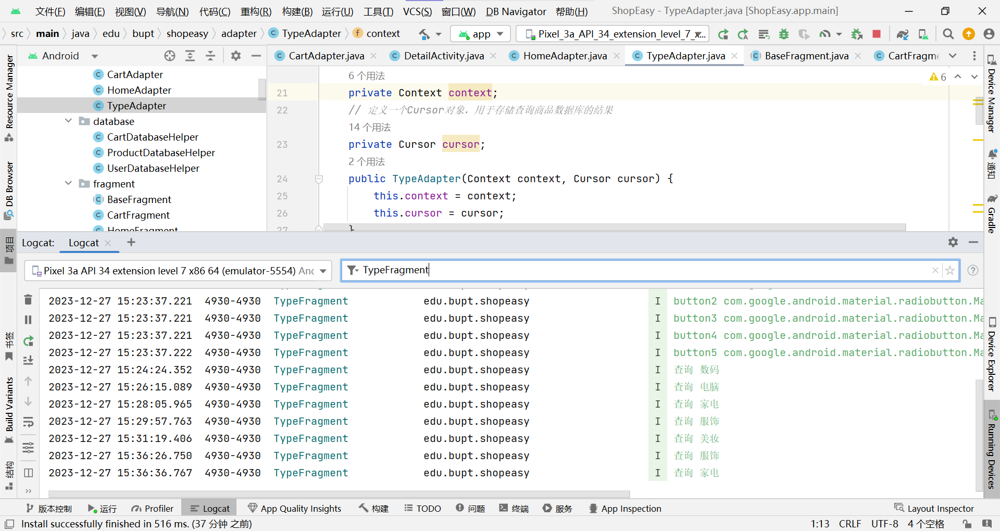 文件(F) 编辑(E) 视图(V) 导航(N) 代码(C) 重构(R) 构建(B) 运行(U) 工具(T) VCS(S) 窗口(W) DB Navigator 帮助(H) ShopEasy - TypeAdapter.java [ShopEasy.app.main]
src main java edu bupt shopeasy adapter TypeAdapter context app Pixel_3a_API_34_extension_level_7_x...
Android
CartAdapter.java DetailActivity.java HomeAdapter.java TypeAdapter.java BaseFragment.java CartFragm
CartAdapter
HomeAdapter
TypeAdapter
database
CartDatabaseHelper
ProductDatabaseHelper
UserDatabaseHelper
fragment
BaseFragment
CartFragment
HomeFragment
6 个用法
21 private Context context;
22 // 定义一个Cursor对象，用于存储查询商品数据库的结果
14 个用法
23 private Cursor cursor;
2 个用法
24 public TypeAdapter(Context context, Cursor cursor) {
25 this.context = context;
26 this.cursor = cursor;
27 }
6
Resource Manager
DB Browser
项目
书签
Build Variants
结构
Device Manager
通知
Gradle
Device Explorer
Running Devices
Logcat: Logcat
Pixel 3a API 34 extension level 7 x86 64 (emulator-5554) And
TypeFragment
2023-12-27 15:23:37.221 4930-4930 TypeFragment edu.bupt.shopeasy I button2 com.google.android.material.radiobutton.Ma
2023-12-27 15:23:37.221 4930-4930 TypeFragment edu.bupt.shopeasy I button3 com.google.android.material.radiobutton.Ma
2023-12-27 15:23:37.221 4930-4930 TypeFragment edu.bupt.shopeasy I button4 com.google.android.material.radiobutton.Ma
2023-12-27 15:23:37.222 4930-4930 TypeFragment edu.bupt.shopeasy I button5 com.google.android.material.radiobutton.Ma
2023-12-27 15:24:24.352 4930-4930 TypeFragment edu.bupt.shopeasy I 查询 数码
2023-12-27 15:26:15.089 4930-4930 TypeFragment edu.bupt.shopeasy I 查询 电脑
2023-12-27 15:28:05.965 4930-4930 TypeFragment edu.bupt.shopeasy I 查询 家电
2023-12-27 15:29:57.763 4930-4930 TypeFragment edu.bupt.shopeasy I 查询 服饰
2023-12-27 15:31:19.406 4930-4930 TypeFragment edu.bupt.shopeasy I 查询 美妆
2023-12-27 15:36:26.750 4930-4930 TypeFragment edu.bupt.shopeasy I 查询 服饰
2023-12-27 15:36:36.767 4930-4930 TypeFragment edu.bupt.shopeasy I 查询 家电
版本控制 运行 Profiler Logcat App Quality Insights 构建 TODO 问题 终端 服务 App Inspection Layout Inspector
Install successfully finished in 516 ms. (37 分钟 之前) 1:13 CRLF UTF-8 4 个空格